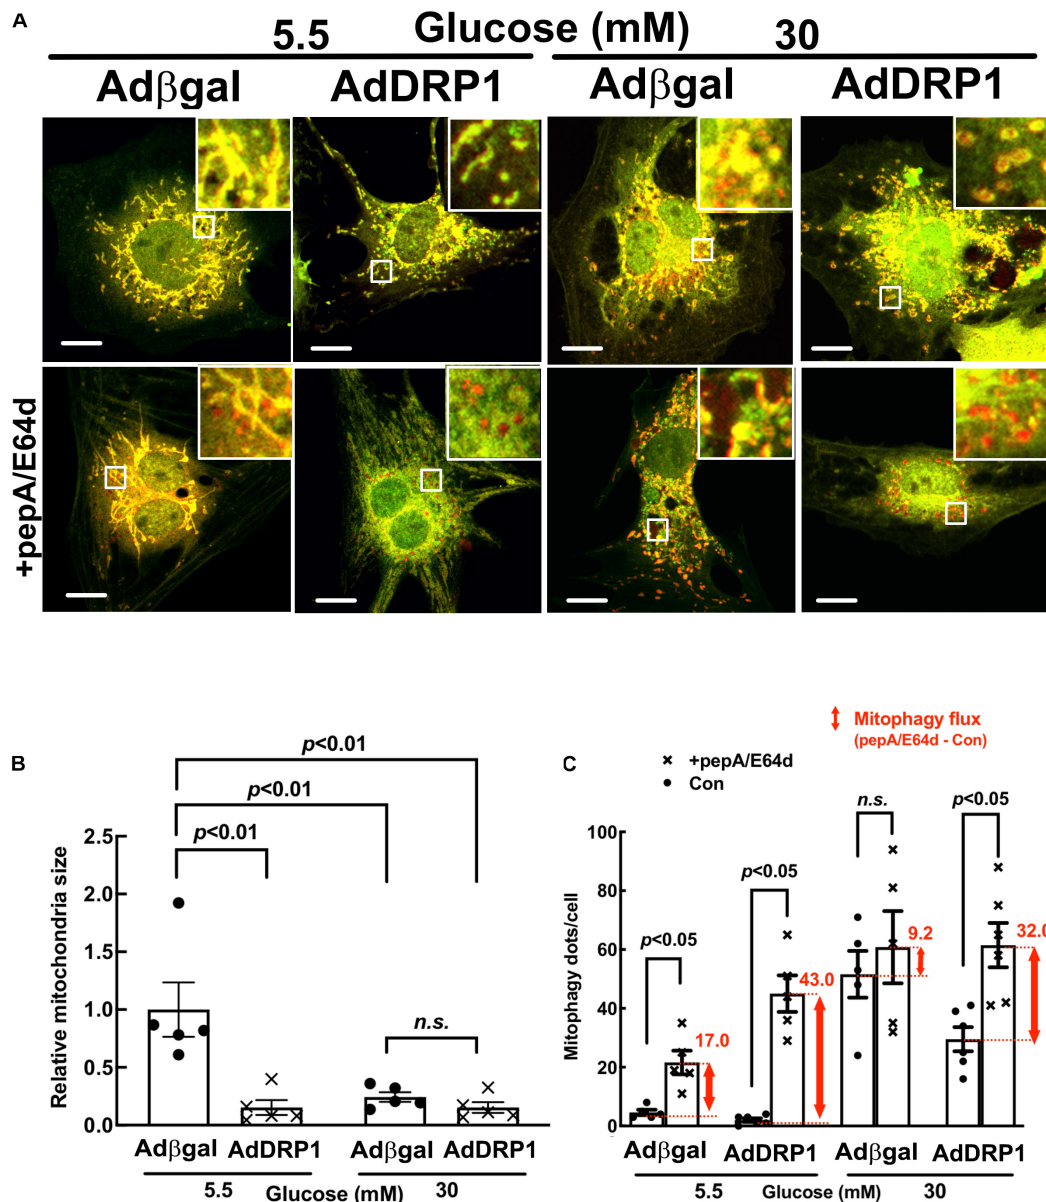 A
Glucose (mM)
5.5 30
Adβgal AdDRP1 Adβgal AdDRP1
+pepA/E64d
B
Relative mitochondria size
2.5
2.0
1.5
1.0
0.5
0.0
p<0.01
p<0.01
p<0.01
n.s.
Adβgal AdDRP1 Adβgal AdDRP1
5.5 Glucose (mM) 30
C
Mitophagy flux
(pepA/E64d - Con)
+pepA/E64d
Con
Mitophagy dots/cell
100
80
60
40
20
0
p<0.05
p<0.05
n.s.
p<0.05
17.0
43.0
9.2
32.0
Adβgal AdDRP1 Adβgal AdDRP1
5.5 Glucose (mM) 30